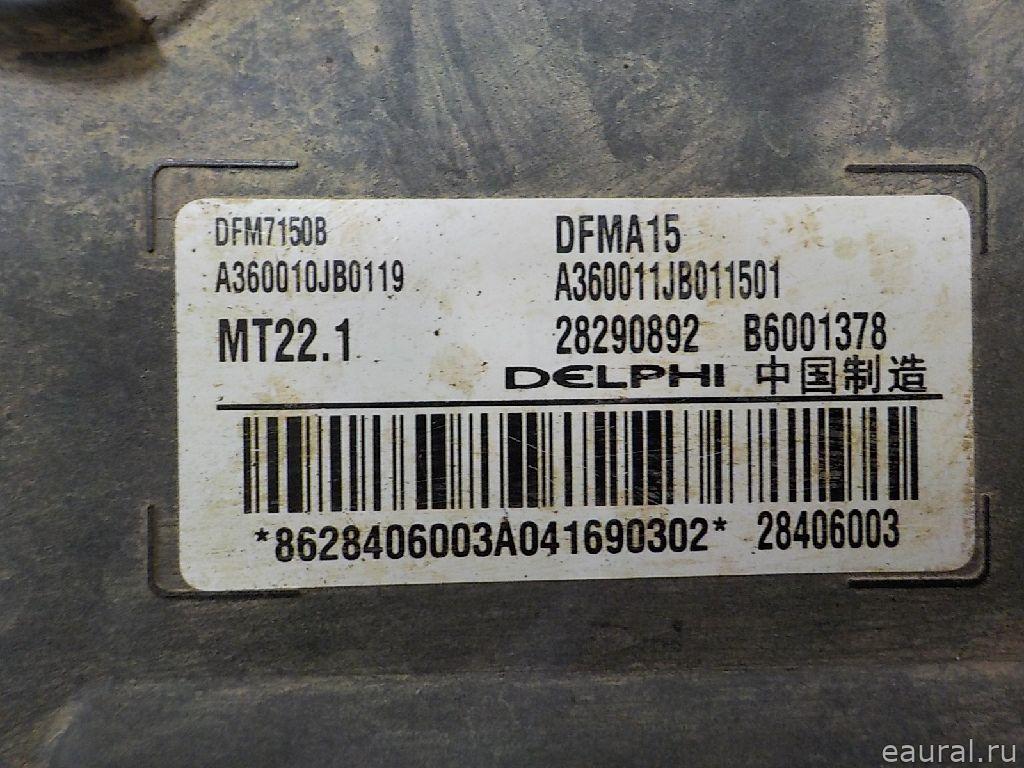 DFM7150B DFMA15
A360010JB0119 A360011JB011501
MT22.1 28290892 B6001378
DELPHI 中国制造
*8628406003A041690302* 28406003
eaural.ru